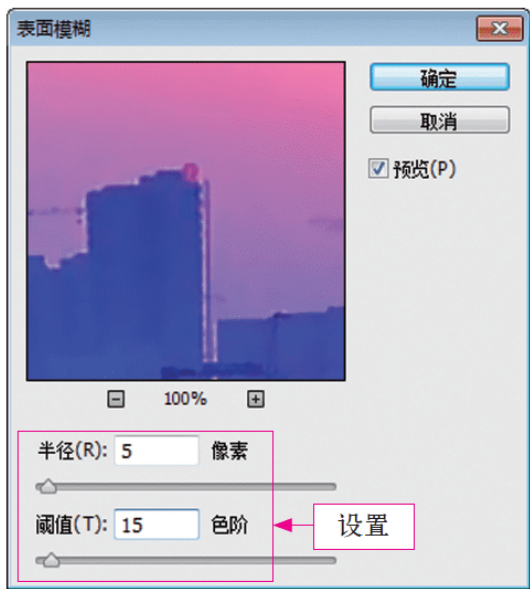 表面模糊
确定
取消
预览(P)
100%
半径(R): 5 像素
阈值(T): 15 色阶
设置